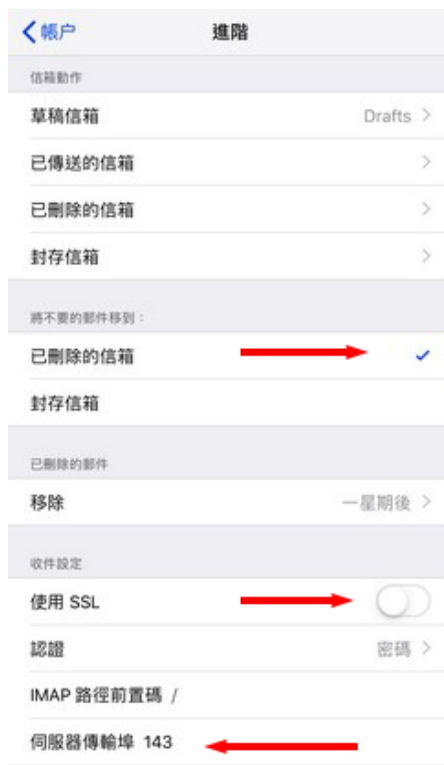 帳户
進階
信箱動作
草稿信箱 Drafts
已傳送的信箱
已刪除的信箱
封存信箱
將不要的郵件移到：
已刪除的信箱
封存信箱
已刪除的郵件
移除 一星期後
收件設定
使用 SSL
認證 密碼
IMAP 路徑前置碼 /
伺服器傳輸埠 143